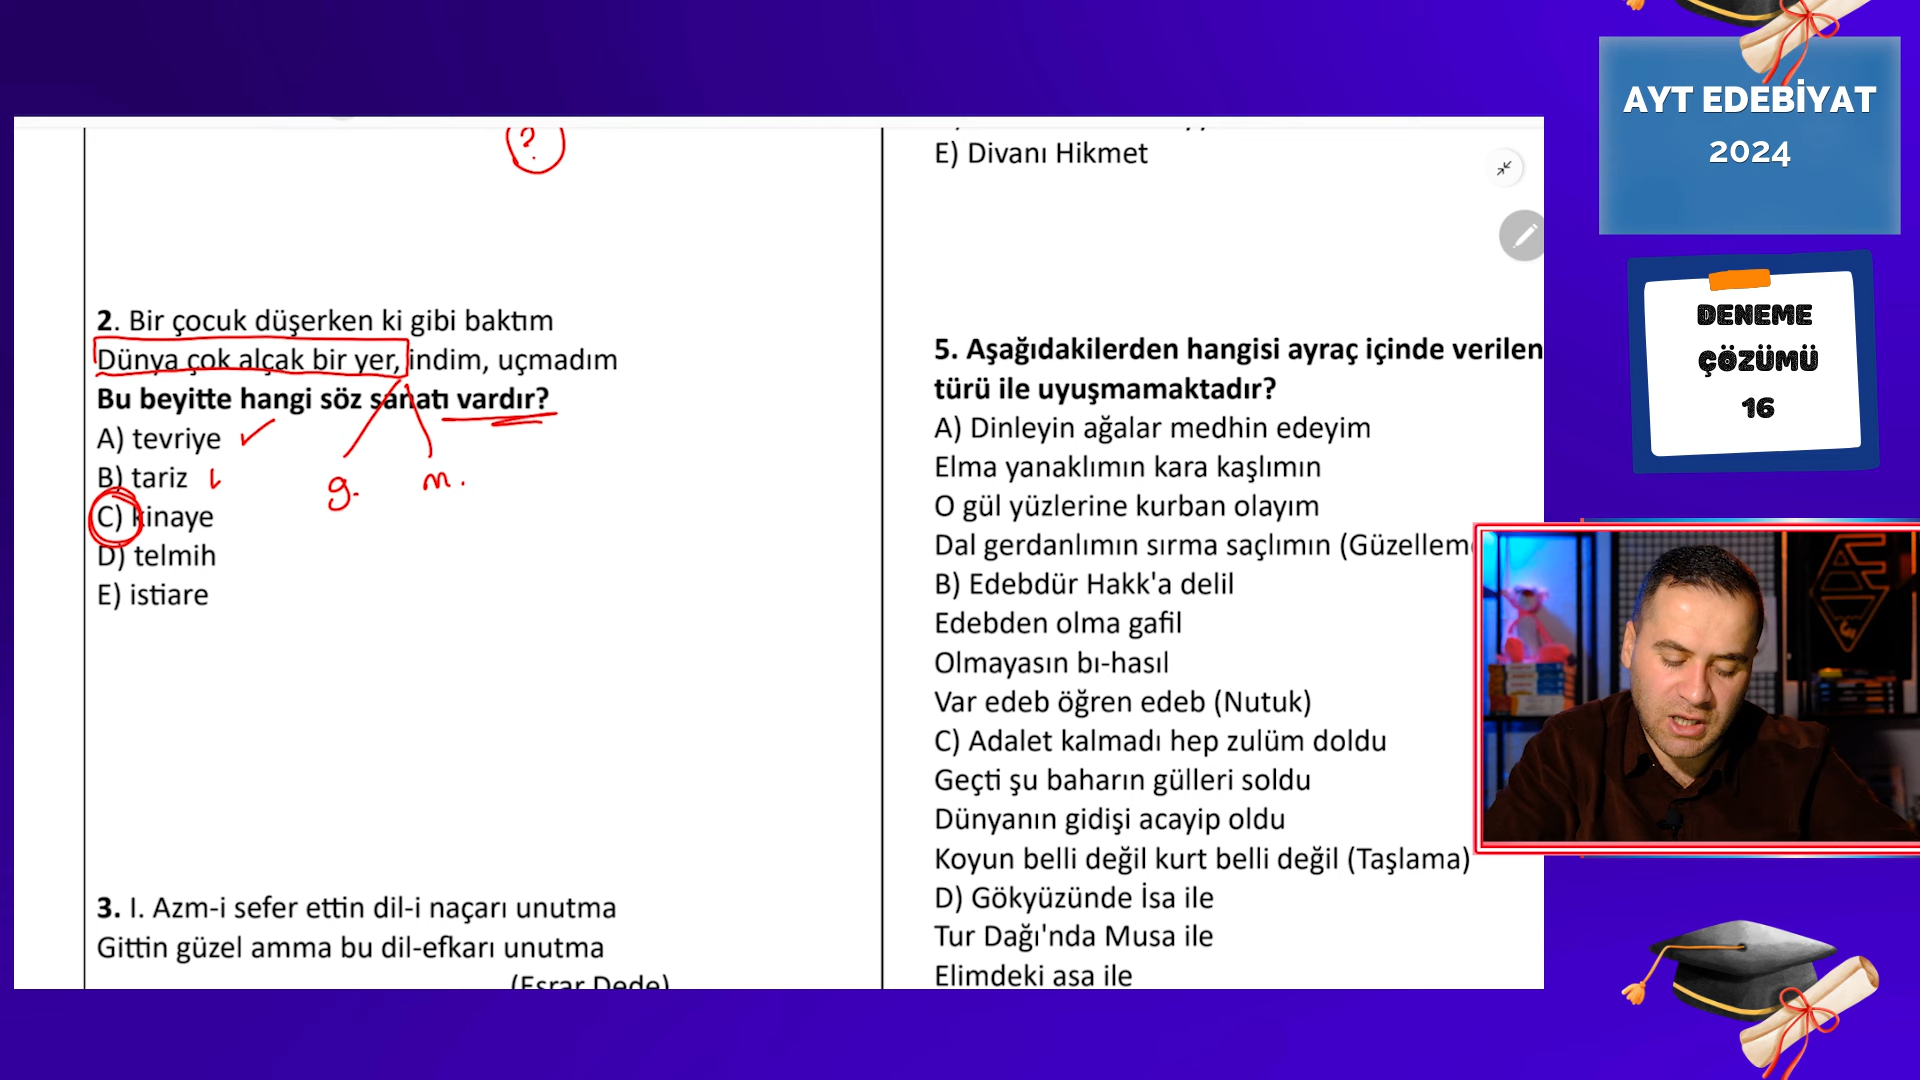 ?
2. Bir çocuk düşerken ki gibi baktım
Dünya çok alçak bir yer, indim, uçmadım
Bu beyitte hangi söz sanatı vardır?
A) tevriye
B) tariz
C) kinaye
D) telmih
E) istiare
g. m.
3. I. Azm-i sefer ettin dil-i naçarı unutma
Gittin güzel amma bu dil-efkarı unutma
(Esrar Dede)
E) Divanı Hikmet
5. Aşağıdakilerden hangisi ayraç içinde verilen
türü ile uyuşmamaktadır?
A) Dinleyin ağalar medhin edeyim
Elma yanaklımın kara kaşlımın
O gül yüzlerine kurban olayım
Dal gerdanlımın sırma saçlımın (Güzellem
B) Edebdür Hakk'a delil
Edebden olma gafil
Olmayasın bı-hasıl
Var edeb öğren edeb (Nutuk)
C) Adalet kalmadı hep zulüm doldu
Geçti şu baharın gülleri soldu
Dünyanın gidişi acayip oldu
Koyun belli değil kurt belli değil (Taşlama)
D) Gökyüzünde İsa ile
Tur Dağı'nda Musa ile
Elimdeki asa ile
AYT EDEBİYAT
2024
DENEME
ÇÖZÜMÜ
16